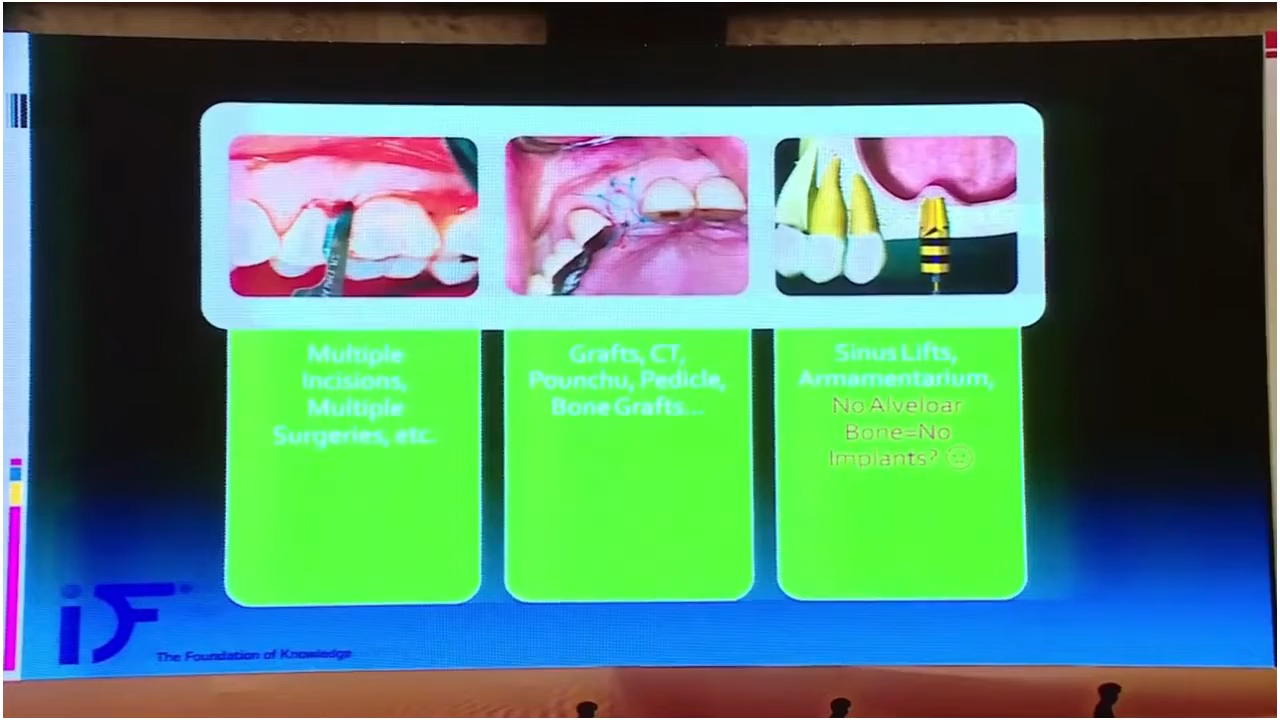 Multiple
Incisions,
Multiple
Surgeries, etc.
Grafts, CT,
Pounchu, Pedicle,
Bone Grafts...
Sinus Lifts,
Armamentarium,
No Alveloar
Bone=No
Implants? 😐
iDF
The Foundation of Knowledge